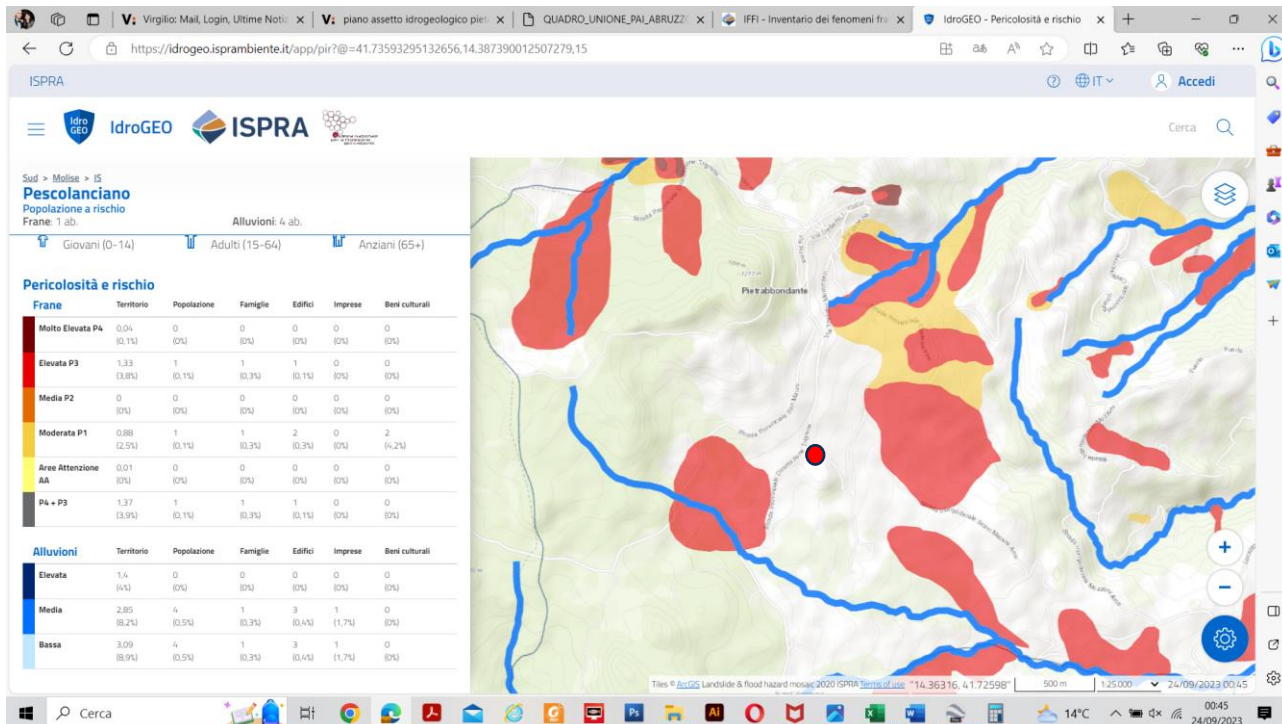 Virgilio: Mail, Login, Ultime Noti
piano assetto idrogeologico piet
QUADRO_UNIONE_PAI_ABRUZZ
IFFI - Inventario dei fenomeni fra
IdroGEO - Pericolosità e rischio
https://idrogeo.isprambiente.it/app/pir?@=41.73593295132656,14.387390012507279,15
ISPRA
IT
Accedi
Idro GEO
IdroGEO
ISPRA
Cerca
Sud > Molise > IS
Pescolanciano
Popolazione a rischio
Frane: 1 ab. Alluvioni: 4 ab.
Giovani (0-14) Adulti (15-64) Anziani (65+)
Pericolosità e rischio
Frane Territorio Popolazione Famiglie Edifici Imprese Beni culturali
Molto Elevata P4 0,04 0 0 0 0 0
(0,1%) (0%) (0%) (0%) (0%) (0%)
Elevata P3 1,33 1 1 1 0 0
(3,8%) (0,1%) (0,3%) (0,1%) (0%) (0%)
Media P2 0 0 0 0 0 0
(0%) (0%) (0%) (0%) (0%) (0%)
Moderata P1 0,88 1 1 2 0 2
(2,5%) (0,1%) (0,3%) (0,3%) (0%) (4,2%)
Aree Attenzione 0,01 0 0 0 0 0
AA (0%) (0%) (0%) (0%) (0%) (0%)
P4 + P3 1,37 1 1 1 0 0
(3,9%) (0,1%) (0,3%) (0,1%) (0%) (0%)
Alluvioni Territorio Popolazione Famiglie Edifici Imprese Beni culturali
Elevata 1,4 0 0 0 0 0
(4%) (0%) (0%) (0%) (0%) (0%)
Media 2,85 4 1 3 1 0
(8,2%) (0,5%) (0,3%) (0,4%) (1,7%) (0%)
Bassa 3,09 4 1 3 1 0
(8,9%) (0,5%) (0,3%) (0,4%) (1,7%) (0%)
Pietrabbondante
Tiles © ArcGIS Landslide & flood hazard mosaic 2020 ISPRA Terms of use "14.36316, 41.72598" 500 m 1:25.000 24/09/2023 00:45
Cerca
14°C
00:45
24/09/2023